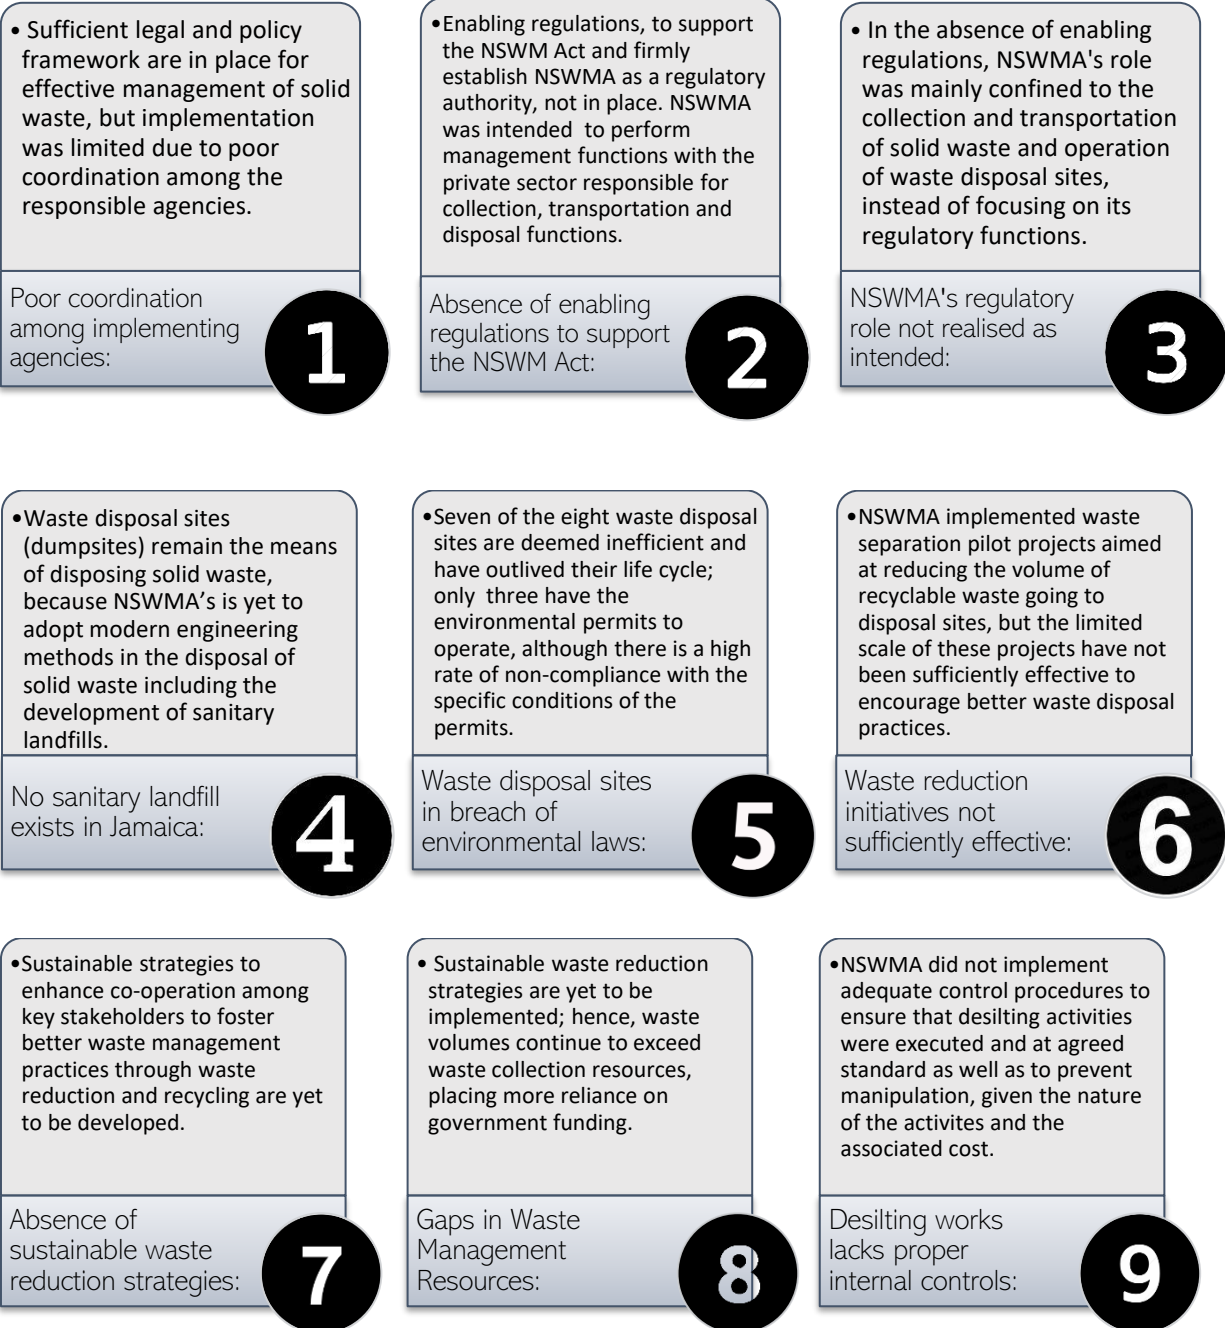 • Sufficient legal and policy
framework are in place for
effective management of solid
waste, but implementation
was limited due to poor
coordination among the
responsible agencies.
Poor coordination
among implementing
agencies:
1
•Enabling regulations, to support
the NSWM Act and firmly
establish NSWMA as a regulatory
authority, not in place. NSWMA
was intended to perform
management functions with the
private sector responsible for
collection, transportation and
disposal functions.
Absence of enabling
regulations to support
the NSWM Act:
2
• In the absence of enabling
regulations, NSWMA's role
was mainly confined to the
collection and transportation
of solid waste and operation
of waste disposal sites,
instead of focusing on its
regulatory functions.
NSWMA's regulatory
role not realised as
intended:
3
•Waste disposal sites
(dumpsites) remain the means
of disposing solid waste,
because NSWMA’s is yet to
adopt modern engineering
methods in the disposal of
solid waste including the
development of sanitary
landfills.
No sanitary landfill
exists in Jamaica:
4
•Seven of the eight waste disposal
sites are deemed inefficient and
have outlived their life cycle;
only three have the
environmental permits to
operate, although there is a high
rate of non-compliance with the
specific conditions of the
permits.
Waste disposal sites
in breach of
environmental laws:
5
•NSWMA implemented waste
separation pilot projects aimed
at reducing the volume of
recyclable waste going to
disposal sites, but the limited
scale of these projects have not
been sufficiently effective to
encourage better waste disposal
practices.
Waste reduction
initiatives not
sufficiently effective:
6
•Sustainable strategies to
enhance co-operation among
key stakeholders to foster
better waste management
practices through waste
reduction and recycling are yet
to be developed.
Absence of
sustainable waste
reduction strategies:
7
• Sustainable waste reduction
strategies are yet to be
implemented; hence, waste
volumes continue to exceed
waste collection resources,
placing more reliance on
government funding.
Gaps in Waste
Management
Resources:
8
•NSWMA did not implement
adequate control procedures to
ensure that desilting activities
were executed and at agreed
standard as well as to prevent
manipulation, given the nature
of the activites and the
associated cost.
Desilting works
lacks proper
internal controls:
9